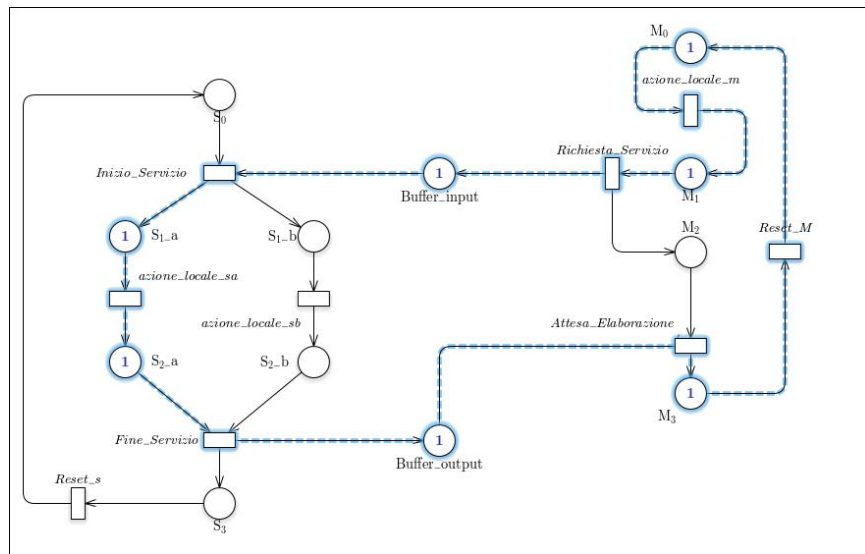 M₀
1
azione_locale_m
S₀
Richiesta_Servizio
Inizio_Servizio
1
1
Buffer_input
M₁
1
S₁_a
S₁_b
M₂
Reset_M
azione_locale_sa
azione_locale_sb
Attesa_Elaborazione
1
S₂_a
S₂_b
1
M₃
Fine_Servizio
1
Buffer_output
Reset_s
S₃